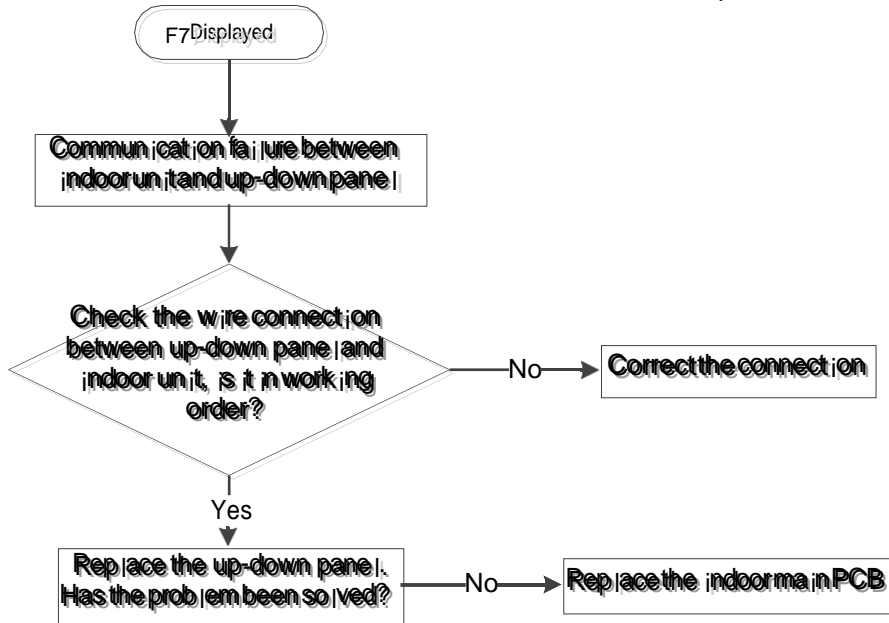 F7 Displayed
Communication failure between
indoor unit and up-down panel
Check the wire connection
between up-down panel and
indoor unit, is it in working
order?
No
Correct the connection
Yes
Replace the up-down panel.
Has the problem been solved?
No
Replace the indoor main PCB